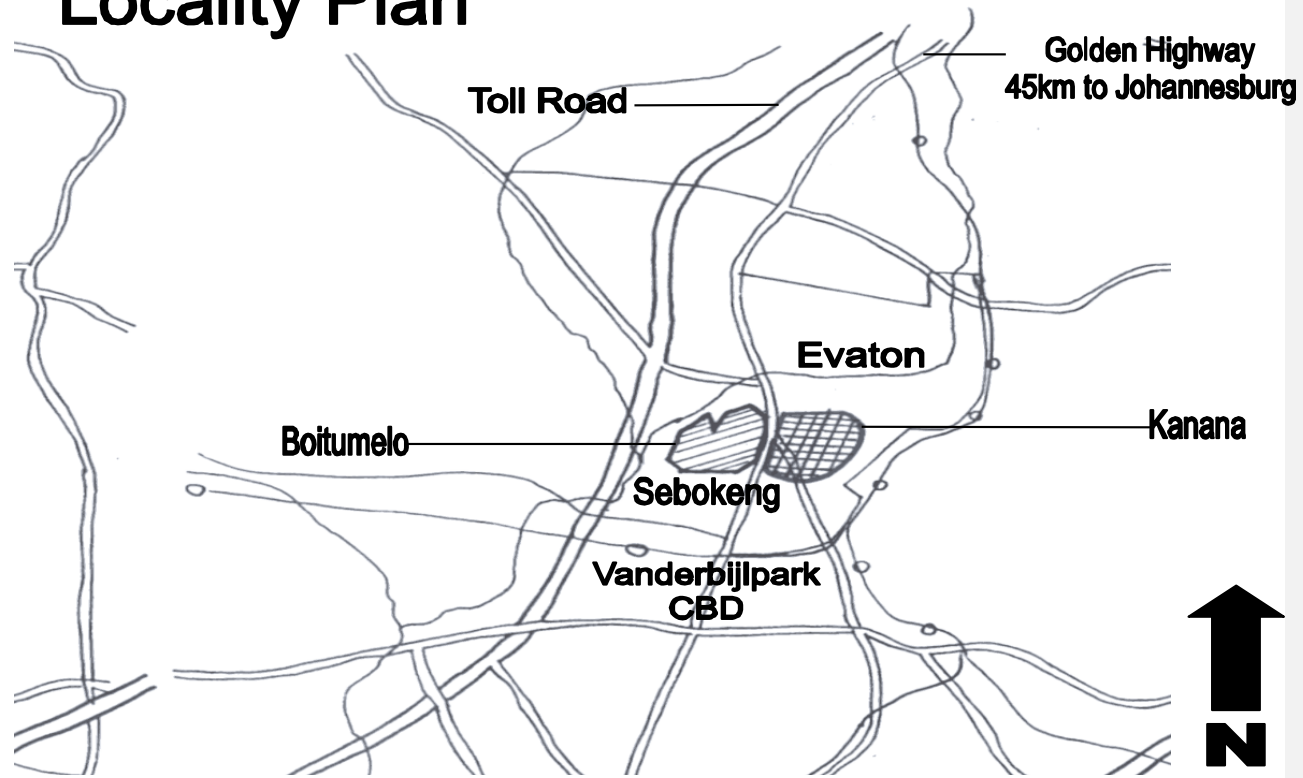 Locality Plan
Golden Highway
45km to Johannesburg
Toll Road
Evaton
Boitumelo
Kanana
Sebokeng
Vanderbijlpark
CBD
N